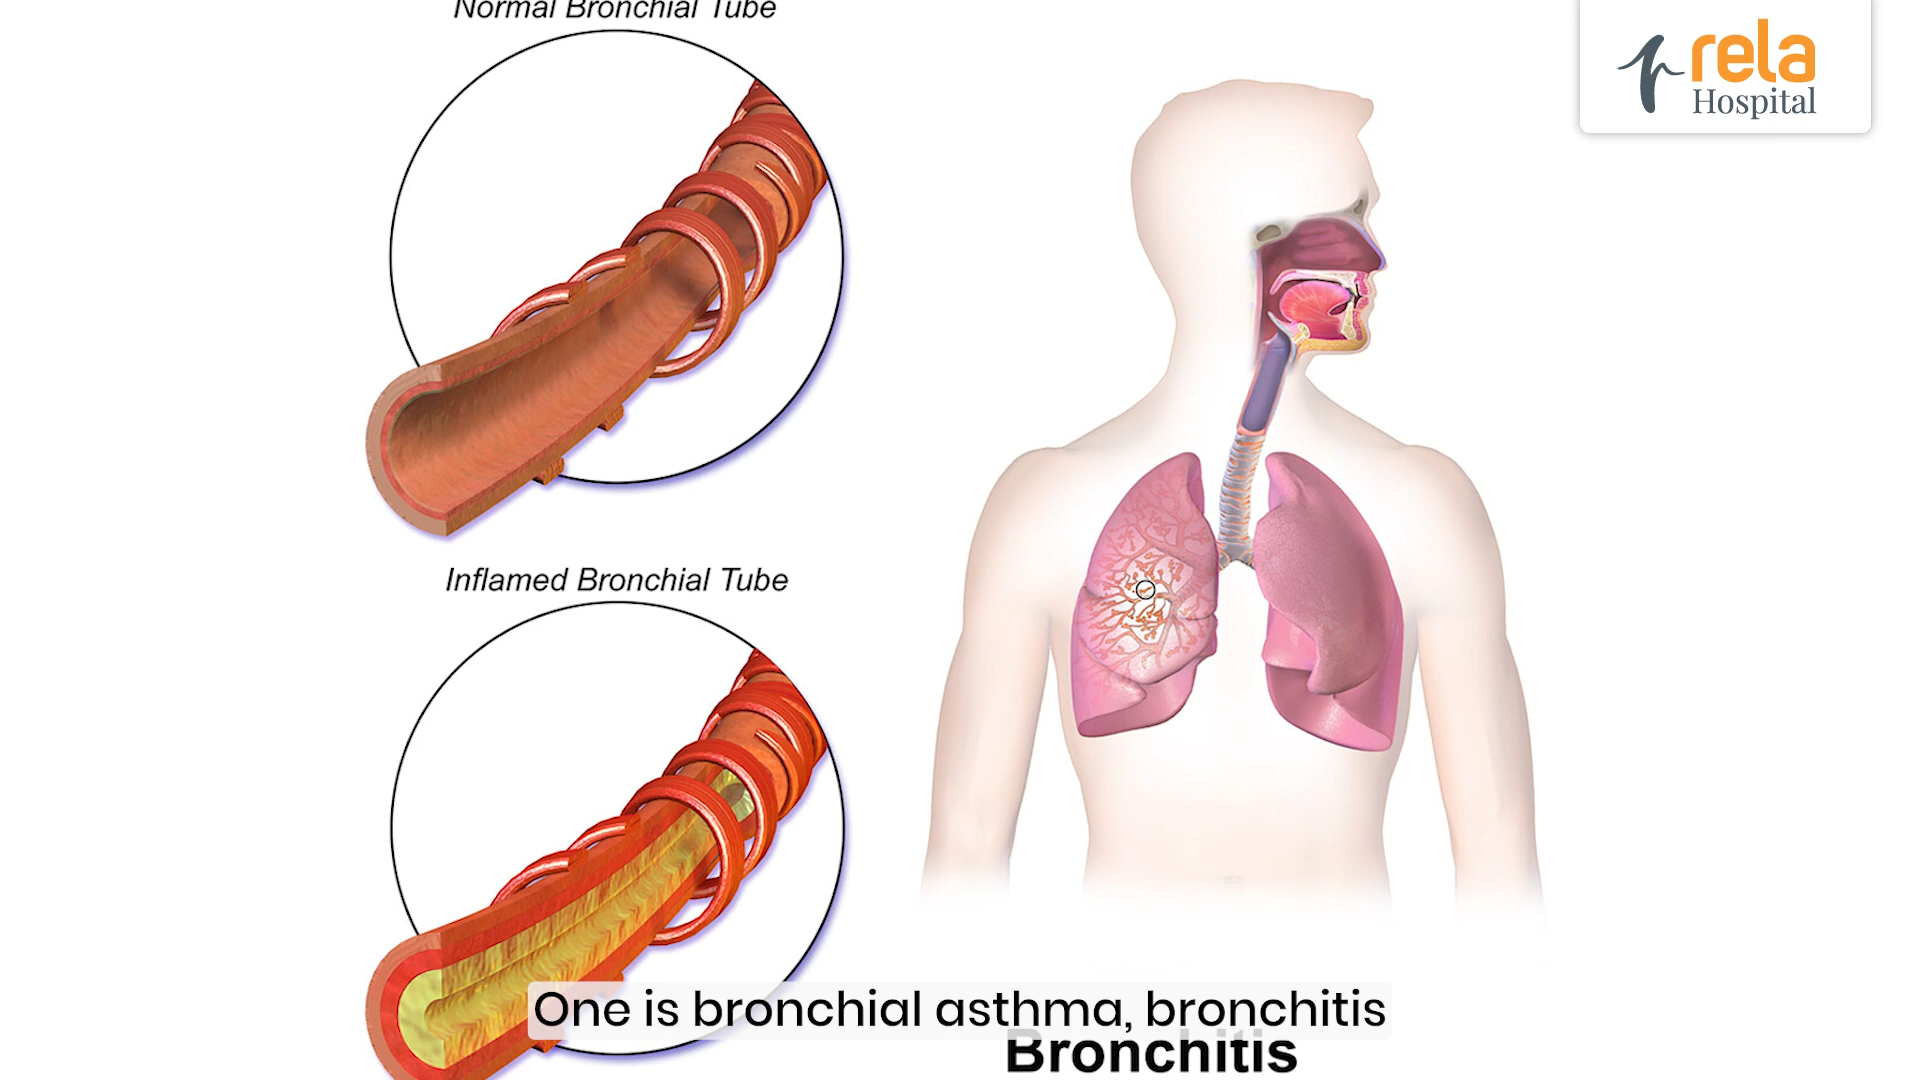 Normal Bronchial Tube
rela
Hospital
Inflamed Bronchial Tube
One is bronchial asthma, bronchitis
Bronchitis